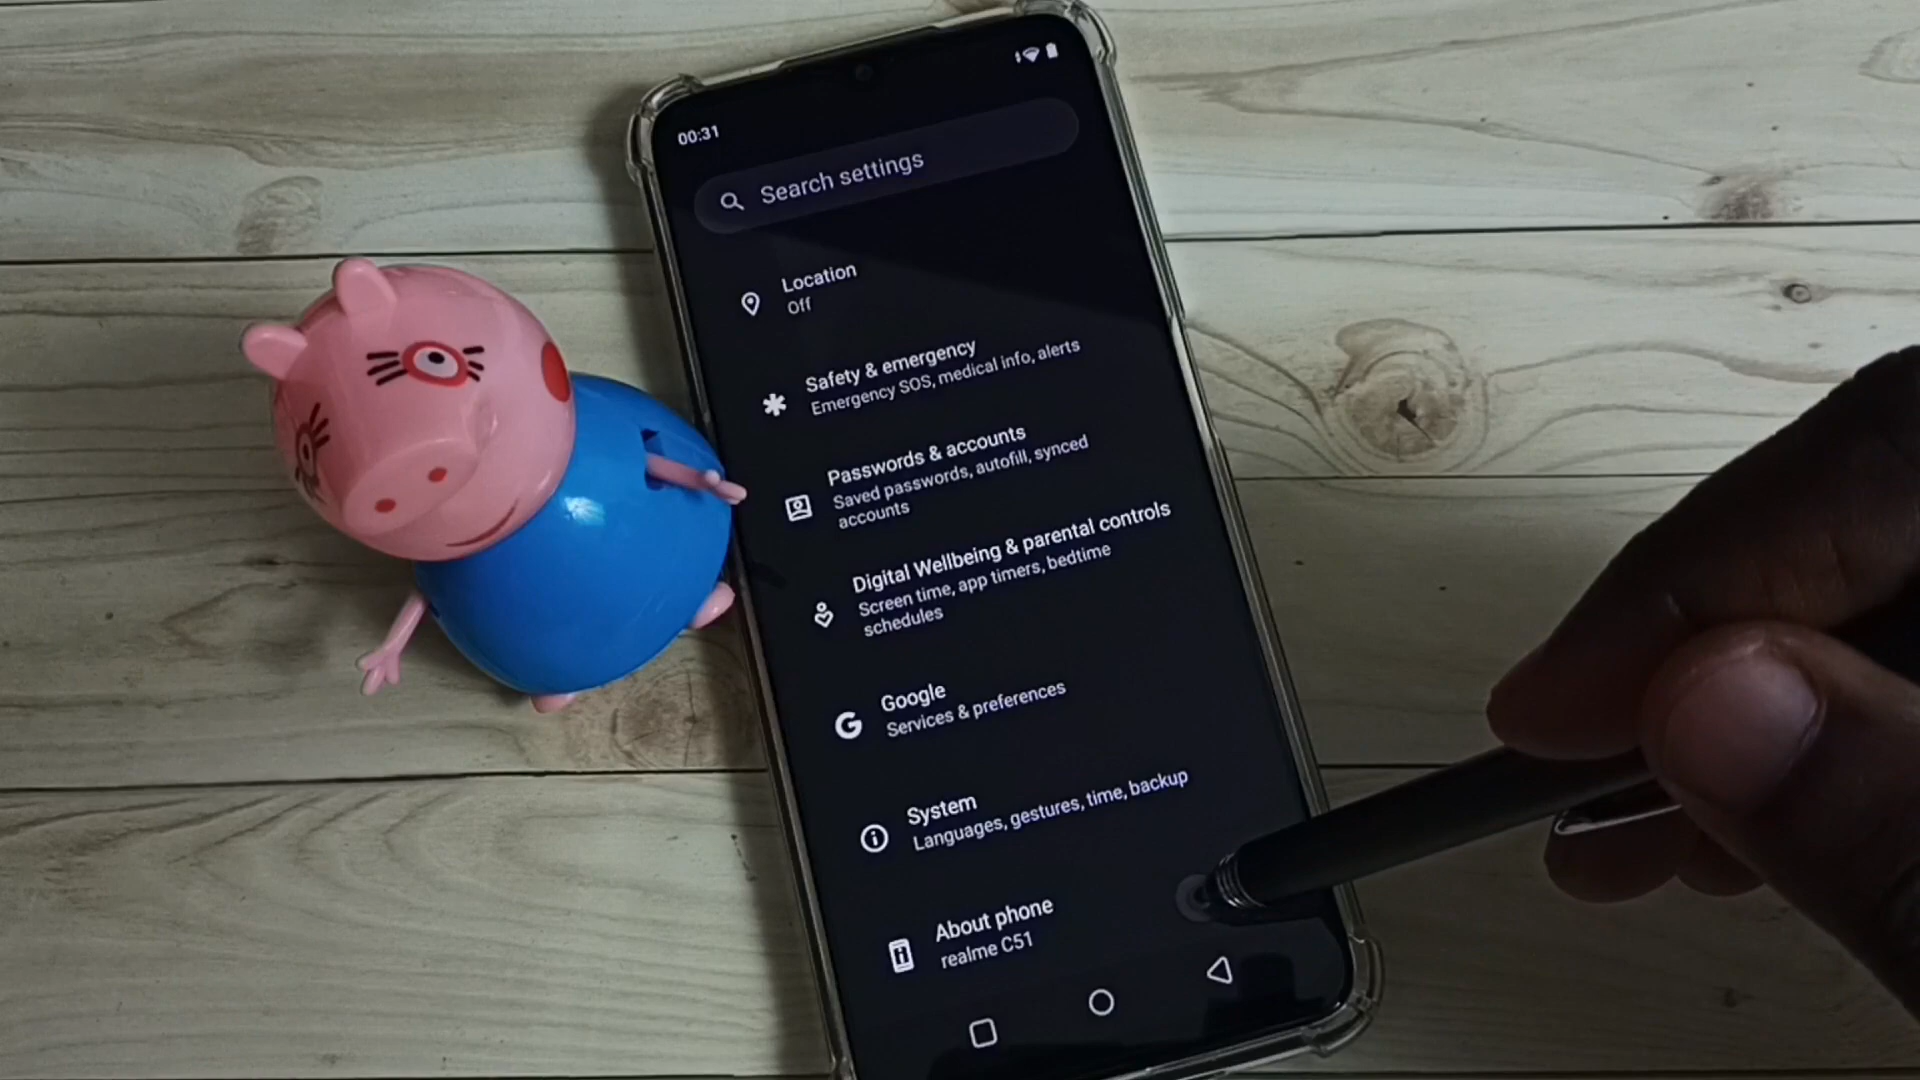 00:31
Search settings
Location
Off
Safety & emergency
Emergency SOS, medical info, alerts
Passwords & accounts
Saved passwords, autofill, synced
accounts
Digital Wellbeing & parental controls
Screen time, app timers, bedtime
schedules
Google
Services & preferences
System
Languages, gestures, time, backup
About phone
realme C51